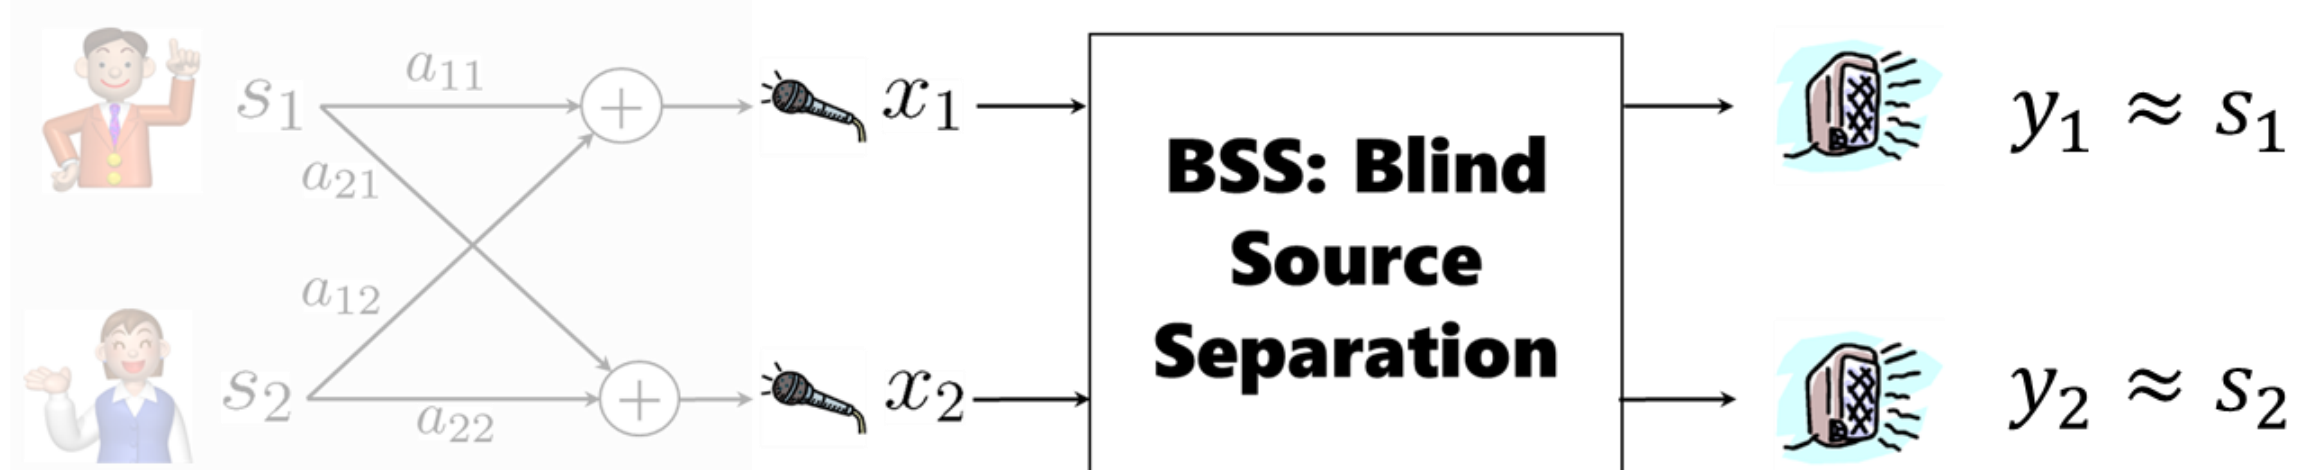 s₁
a₁₁
+
x₁
y₁ ≈ s₁
a₂₁
BSS: Blind
Source
Separation
a₁₂
s₂
a₂₂
+
x₂
y₂ ≈ s₂